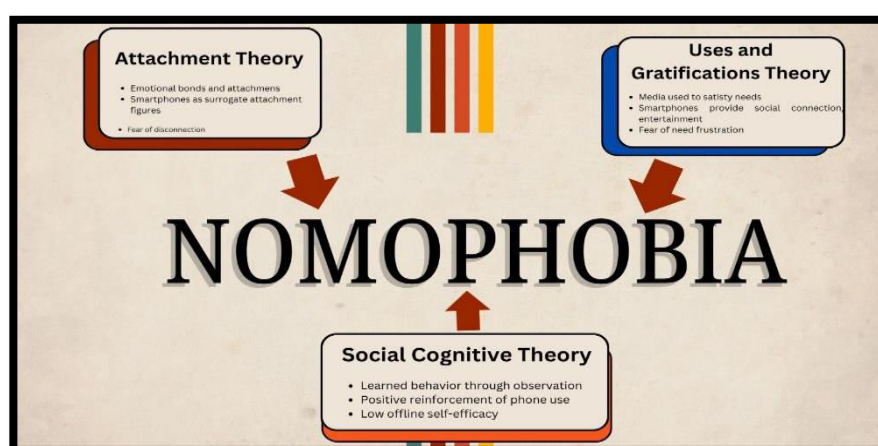 Attachment Theory
• Emotional bonds and attachmens
• Smartphones as surrogate attachment
figures
• Fear of disconnection
Uses and
Gratifications Theory
• Media used to satisty needs
• Smartphones provide social connection,
entertainment
• Fear of need frustration
NOMOPHOBIA
Social Cognitive Theory
• Learned behavior through observation
• Positive reinforcement of phone use
• Low offline self-efficacy